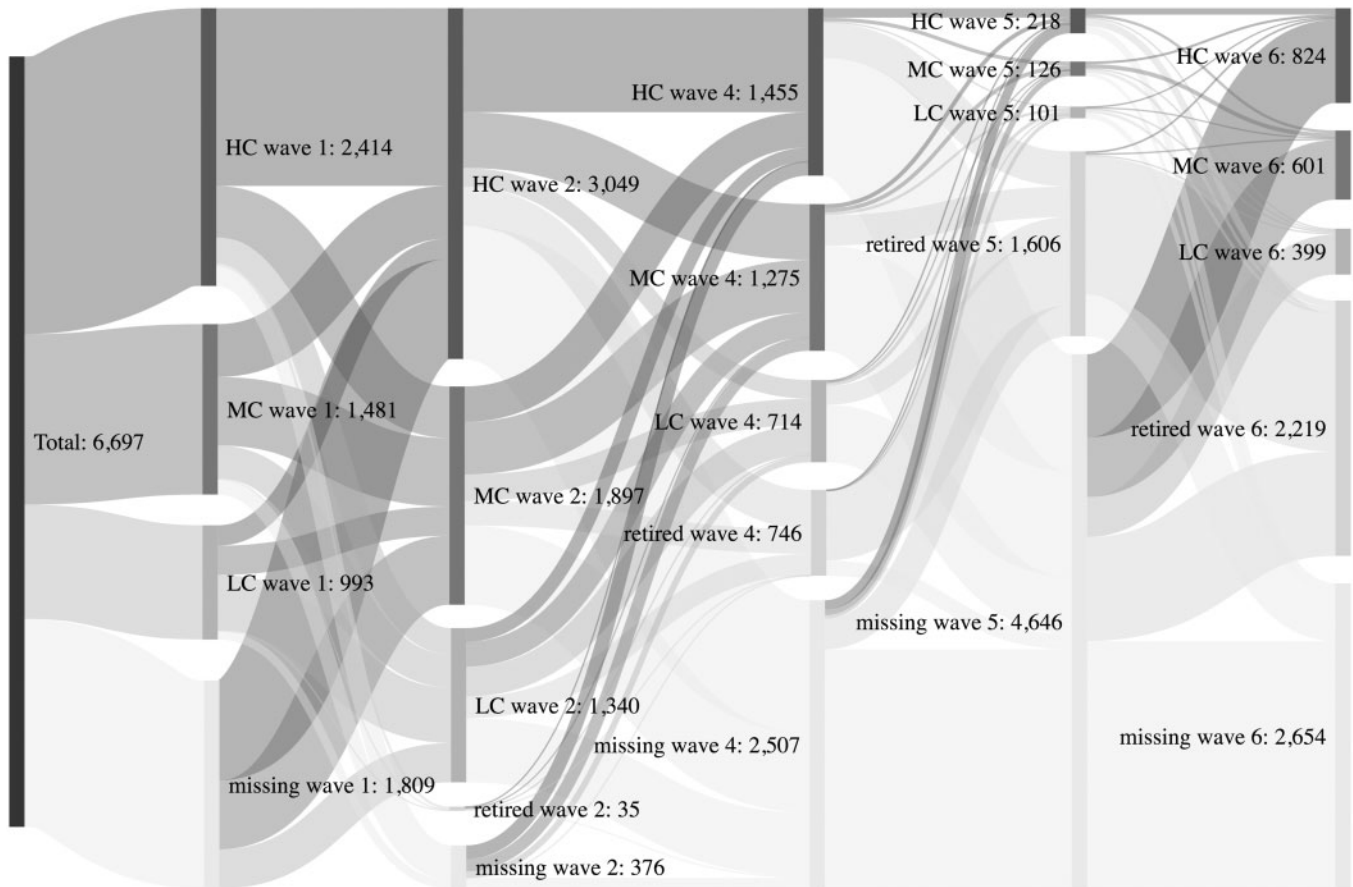 Total: 6,697
HC wave 1: 2,414
MC wave 1: 1,481
LC wave 1: 993
missing wave 1: 1,809
HC wave 2: 3,049
MC wave 2: 1,897
LC wave 2: 1,340
retired wave 2: 35
missing wave 2: 376
HC wave 4: 1,455
MC wave 4: 1,275
LC wave 4: 714
retired wave 4: 746
missing wave 4: 2,507
HC wave 5: 218
MC wave 5: 126
LC wave 5: 101
retired wave 5: 1,606
missing wave 5: 4,646
HC wave 6: 824
MC wave 6: 601
LC wave 6: 399
retired wave 6: 2,219
missing wave 6: 2,654